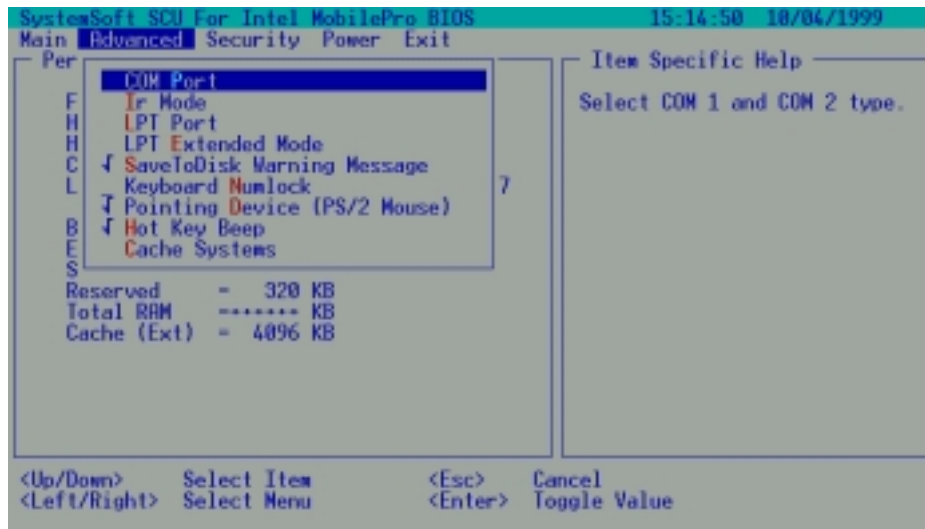 SystemSoft SCU For Intel MobilePro BIOS 15:14:50 10/04/1999
Main Advanced Security Power Exit
Per
Item Specific Help
COM Port
Select COM 1 and COM 2 type.
F
Ir Mode
H
LPT Port
H
LPT Extended Mode
C
√ SaveToDisk Warning Message
L
Keyboard Numlock
7
√ Pointing Device (PS/2 Mouse)
B
√ Hot Key Beep
E
Cache Systems
S
Reserved = 320 KB
Total RAM =****** KB
Cache (Ext) = 4096 KB
<Up/Down> Select Item <Esc> Cancel
<Left/Right> Select Menu <Enter> Toggle Value